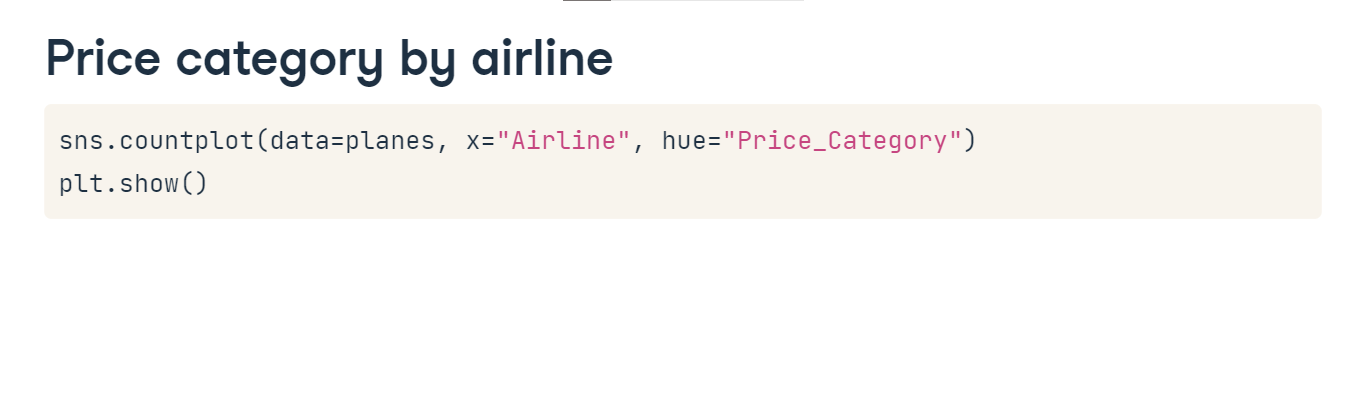 Price category by airline
sns.countplot(data=planes, x="Airline", hue="Price_Category")
plt.show()